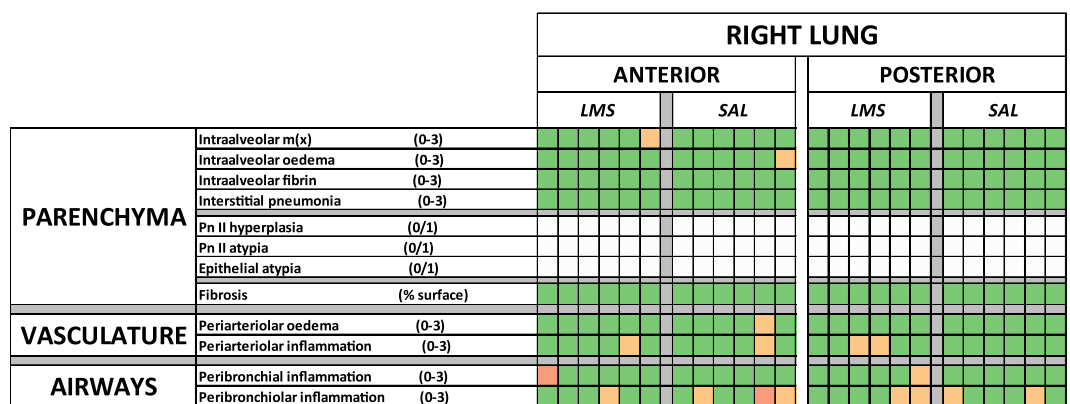 RIGHT LUNG
ANTERIOR POSTERIOR
LMS SAL LMS SAL
PARENCHYMA
Intraalveolar m(x) (0-3)
Intraalveolar oedema (0-3)
Intraalveolar fibrin (0-3)
Interstitial pneumonia (0-3)
Pn II hyperplasia (0/1)
Pn II atypia (0/1)
Epithelial atypia (0/1)
Fibrosis (% surface)
VASCULATURE
Periarteriolar oedema (0-3)
Periarteriolar inflammation (0-3)
AIRWAYS
Peribronchial inflammation (0-3)
Peribronchiolar inflammation (0-3)